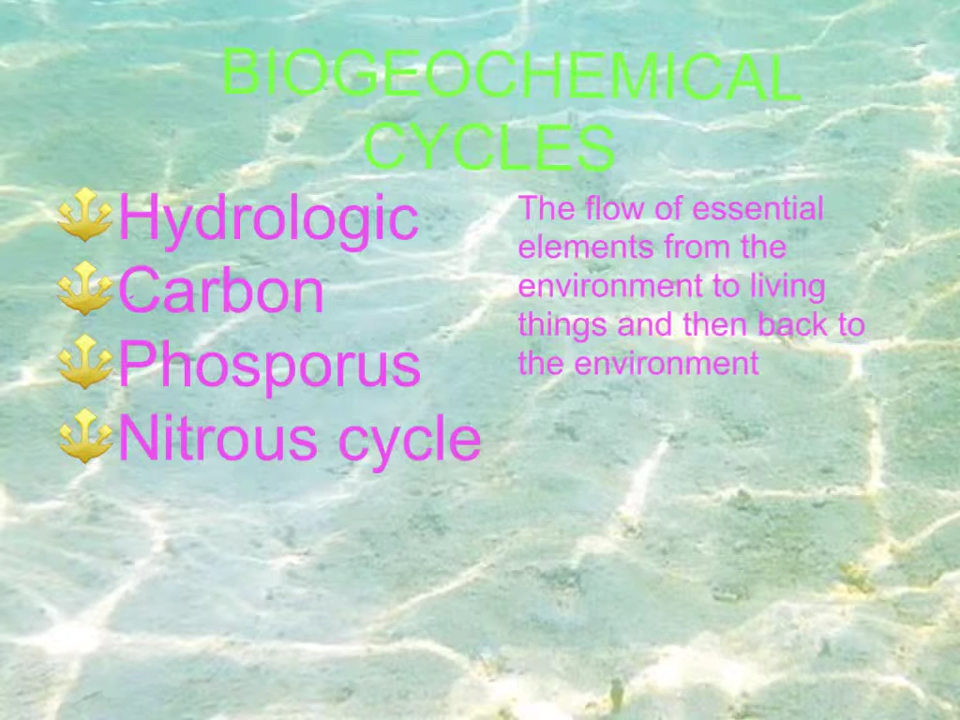 BIOGEOCHEMICAL
CYCLES
Hydrologic
Carbon
Phosporus
Nitrous cycle
The flow of essential
elements from the
environment to living
things and then back to
the environment